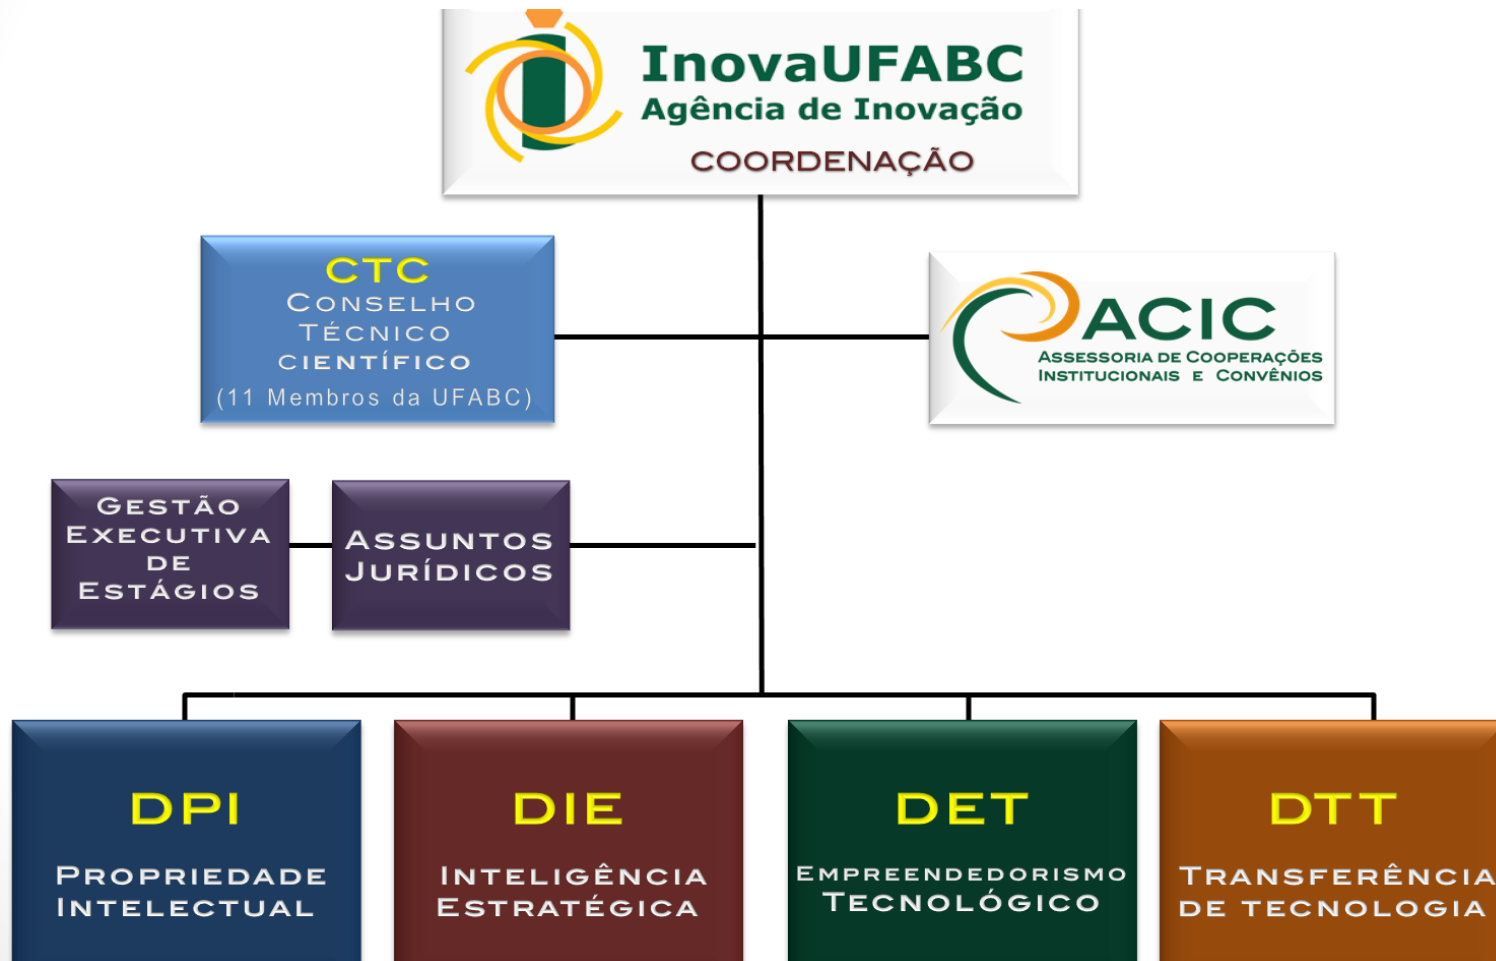 InovaUFABC
Agência de Inovação
COORDENAÇÃO
CTC
CONSELHO
TÉCNICO
CIENTÍFICO
(11 Membros da UFABC)
ACIC
ASSESSORIA DE COOPERAÇÕES
INSTITUCIONAIS E CONVÊNIOS
GESTÃO
EXECUTIVA
DE
ESTÁGIOS
ASSUNTOS
JURÍDICOS
DPI
PROPRIEDADE
INTELECTUAL
DIE
INTELIGÊNCIA
ESTRATÉGICA
DET
EMPREENDEDORISMO
TECNOLÓGICO
DTT
TRANSFERÊNCIA
DE TECNOLOGIA